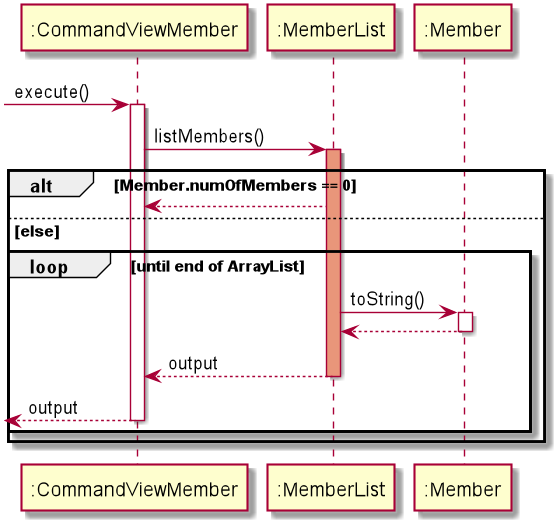 :CommandViewMember :MemberList :Member
execute()
listMembers()
alt [Member.numOfMembers == 0]
[else]
loop [until end of ArrayList]
toString()
output
output
:CommandViewMember :MemberList :Member